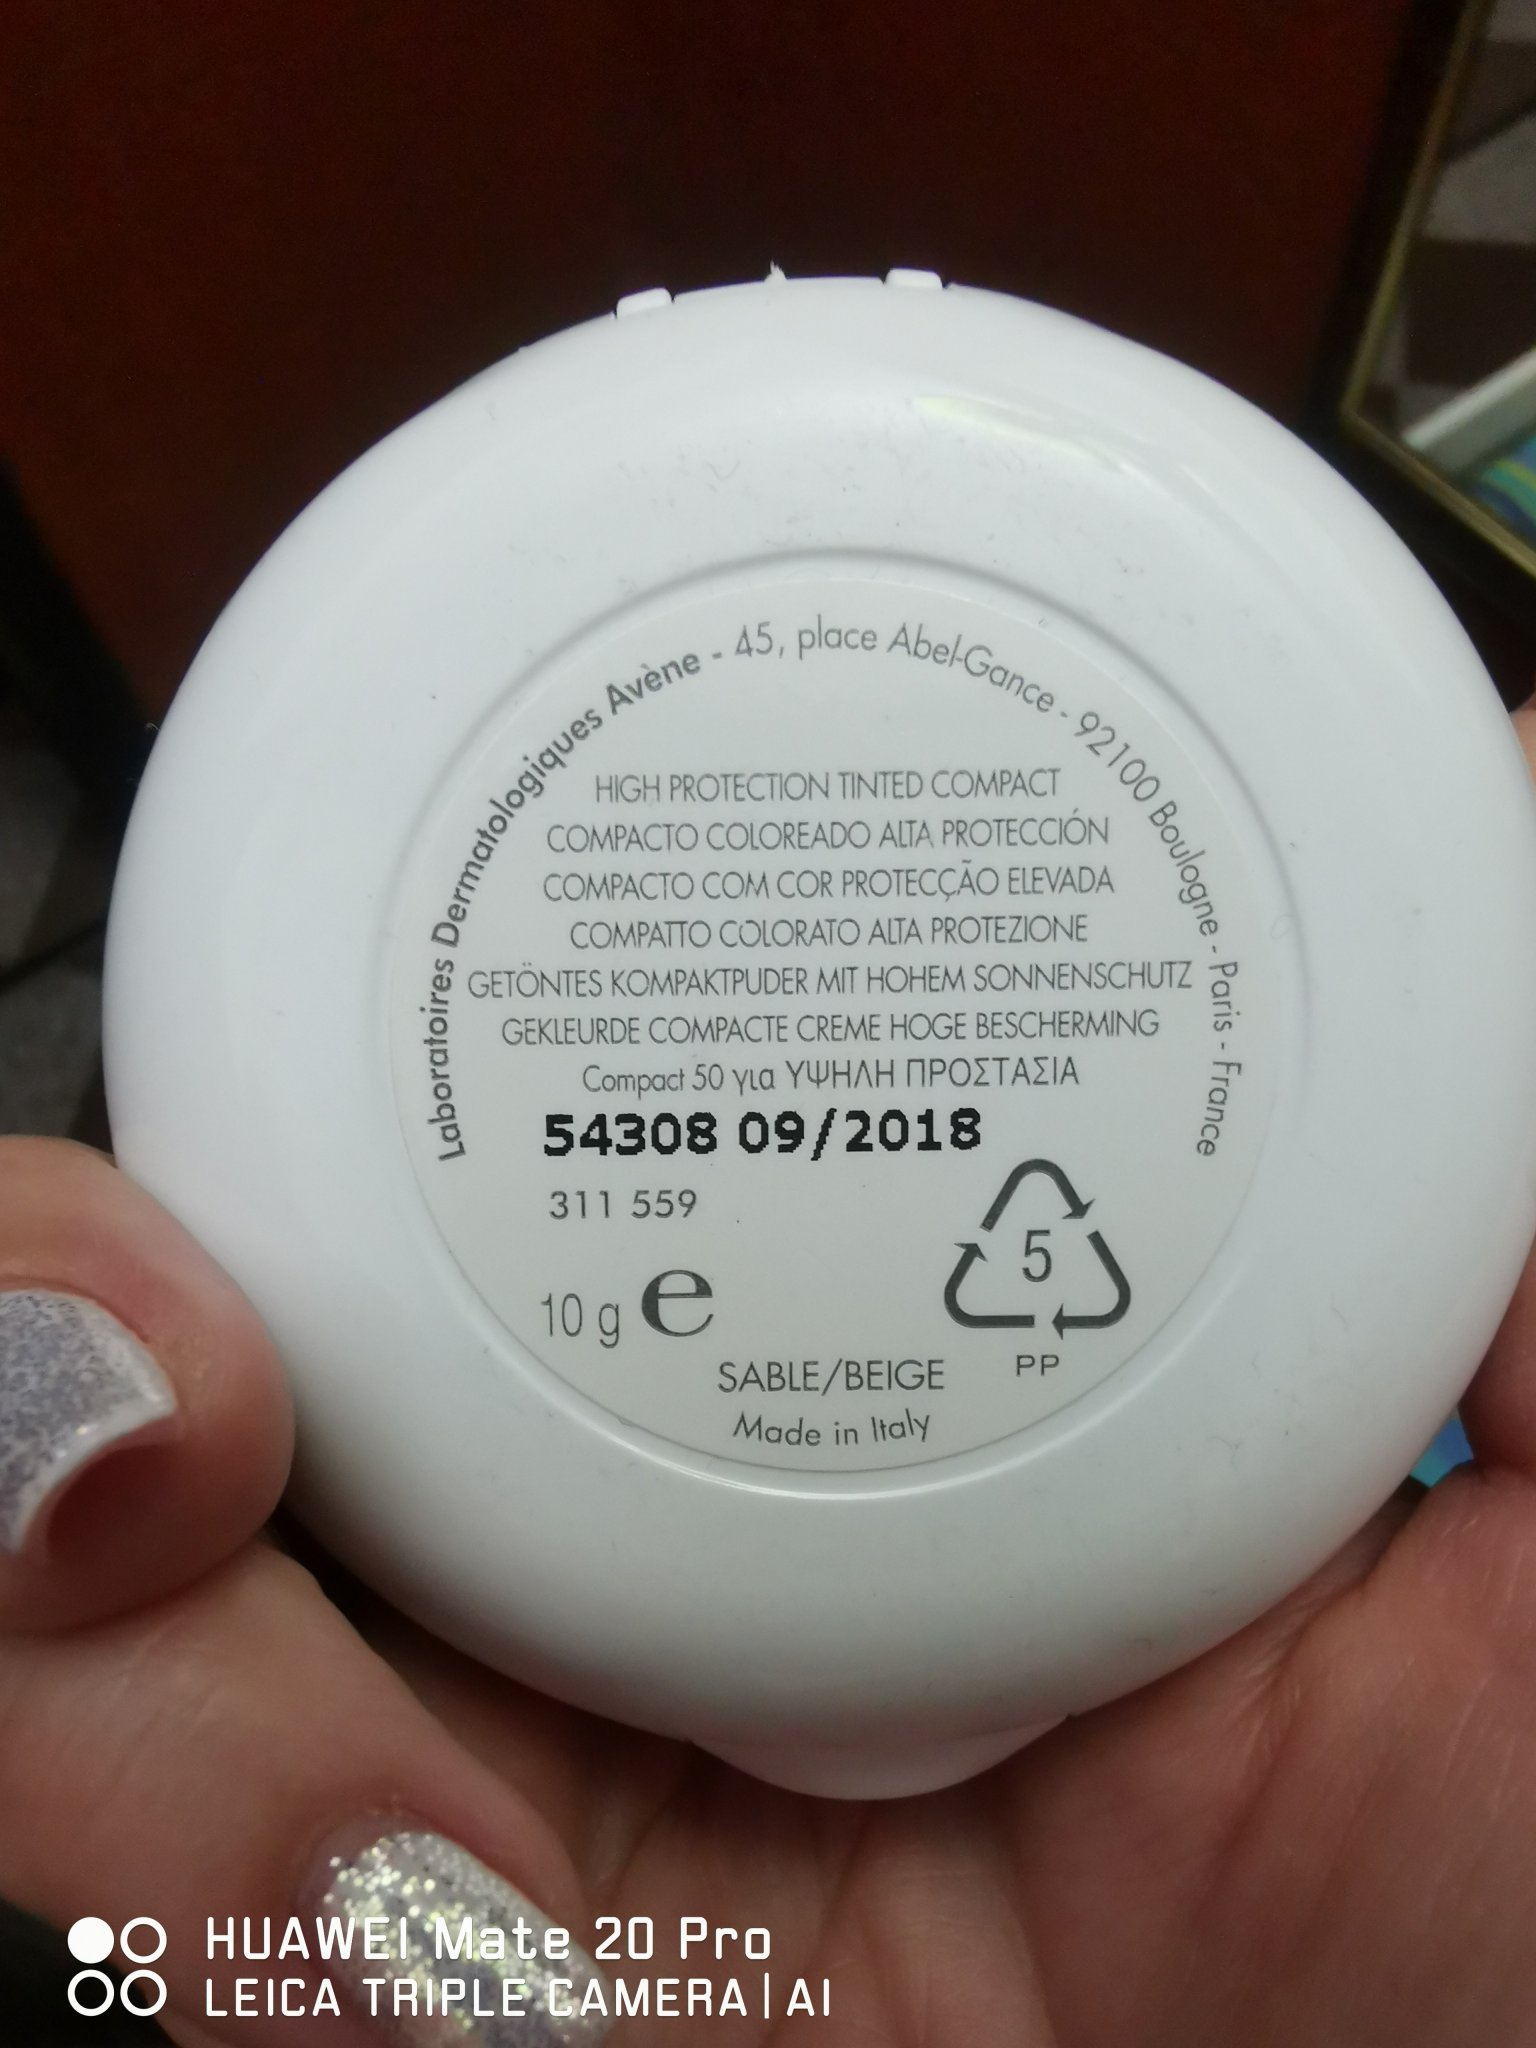 Laboratoires Dermatologiques Avène - 45, place Abel-Gance - 92100 Boulogne - Paris - France
HIGH PROTECTION TINTED COMPACT
COMPACTO COLOREADO ALTA PROTECCIÓN
COMPACTO COM COR PROTECÇÃO ELEVADA
COMPATTO COLORATO ALTA PROTEZIONE
GETÖNTES KOMPAKTPUDER MIT HOHEM SONNENSCHUTZ
GEKLEURDE COMPACTE CREME HOGE BESCHERMING
Compact 50 για ΥΨΗΛΗ ΠΡΟΣΤΑΣΙΑ
54308 09/2018
311 559
5
10 g e
PP
SABLE/BEIGE
Made in Italy
HUAWEI Mate 20 Pro
LEICA TRIPLE CAMERA | AI